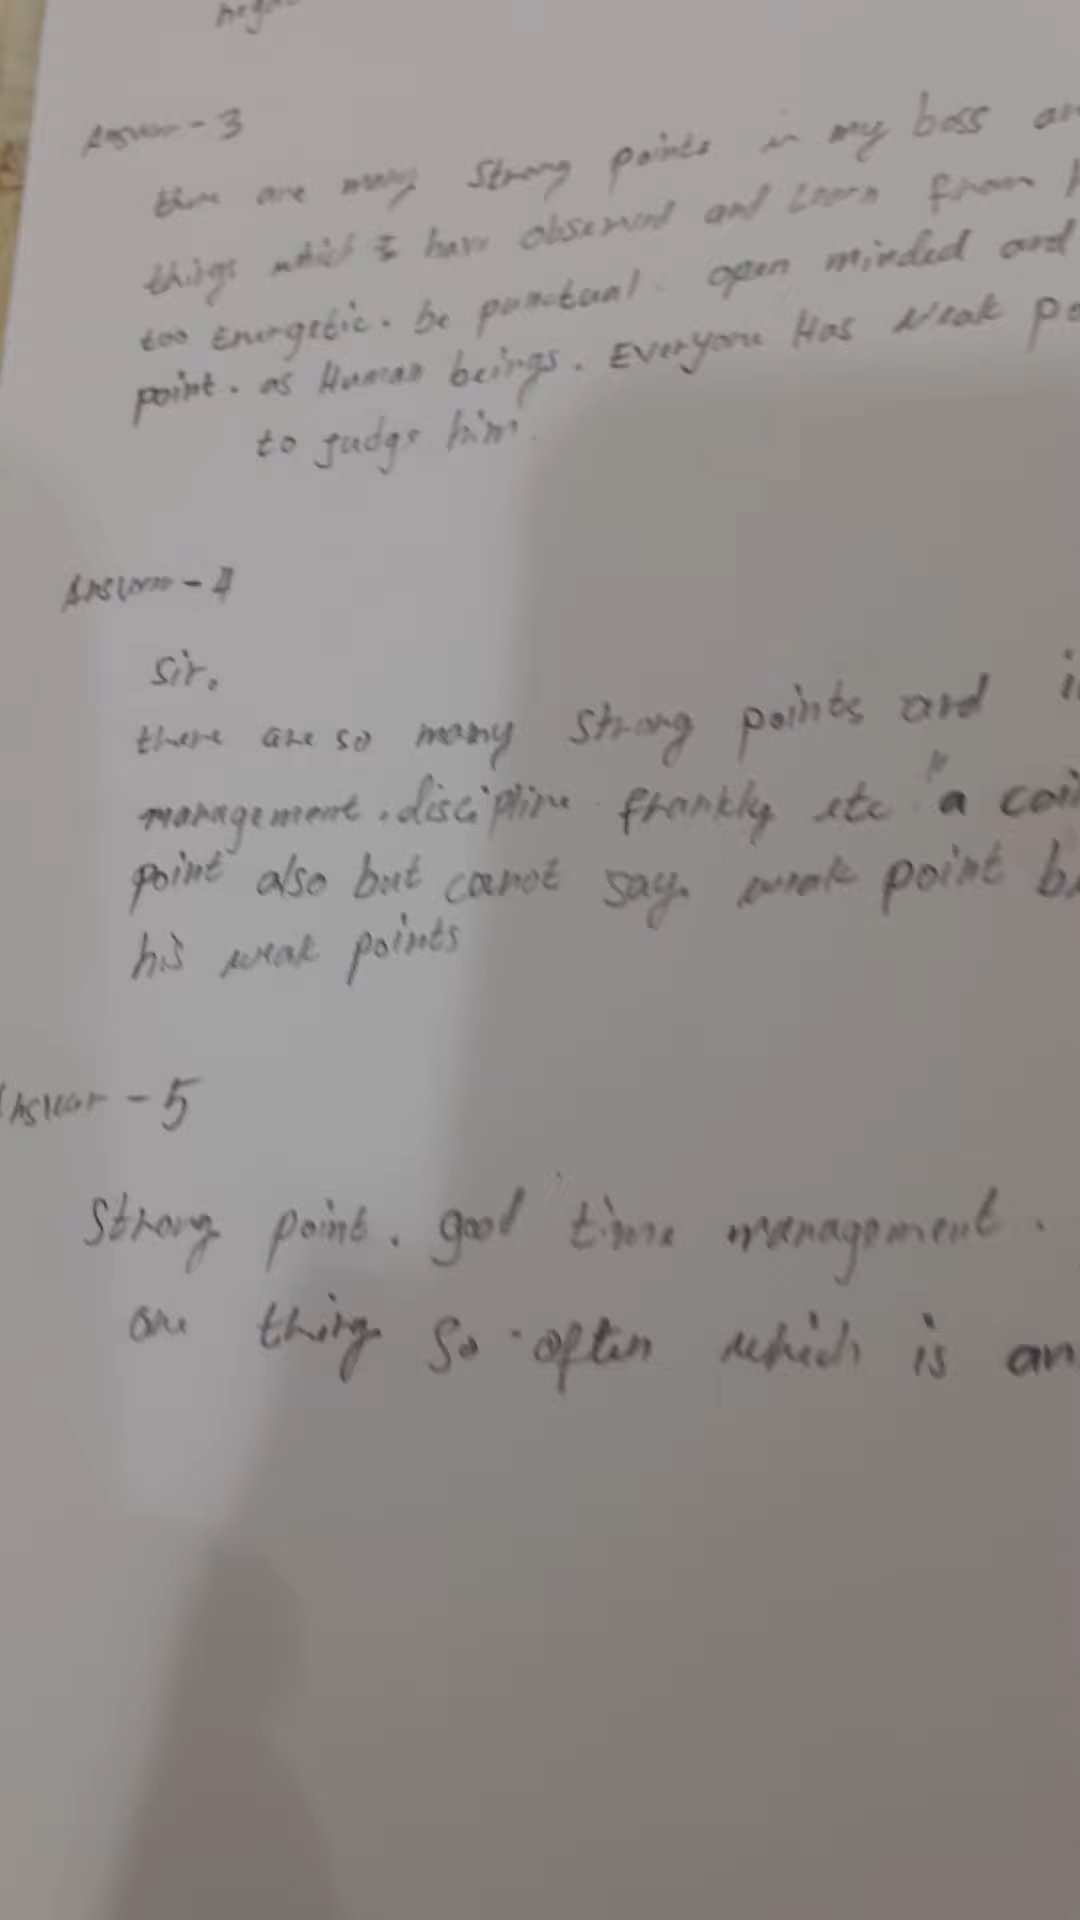 Answer-3
there are many Strong points in my boss
things which I have observed and Learn from
too Energetic. be punctual. open minded and
point. as Human beings. Everyone Has weak
to judge him.
Answer-4
Sir.
there are so many Strong points and
management. discipline frankly etc. "a
point also but canot say. weak point
his weak points
Answer-5
Strong point. good time management.
one thing So often which is